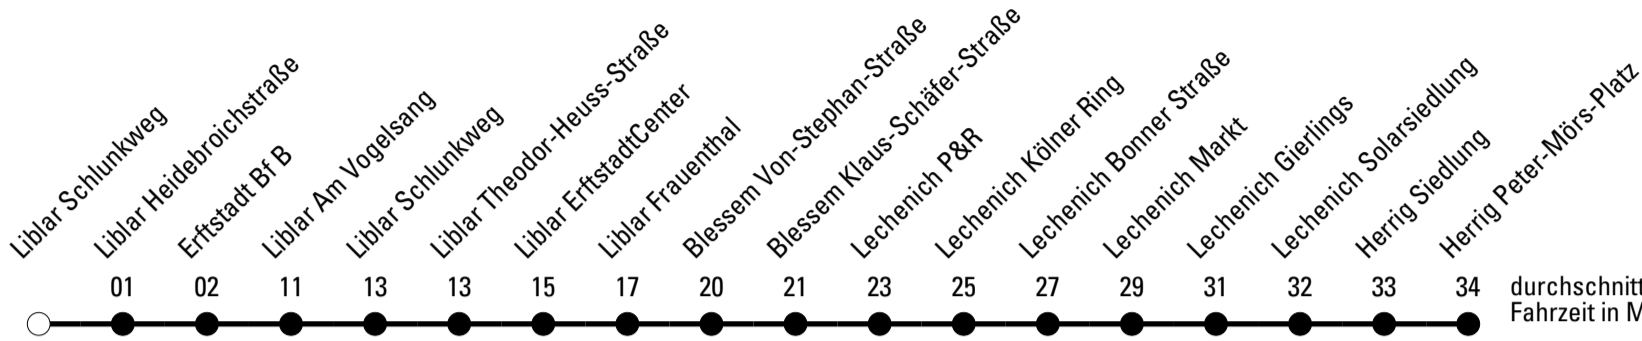 Liblar Schlunkweg
Liblar Heidebroichstraße
Erftstadt Bf B
Liblar Am Vogelsang
Liblar Schlunkweg
Liblar Theodor-Heuss-Straße
Liblar ErftstadtCenter
Liblar Frauenthal
Blessem Von-Stephan-Straße
Blessem Klaus-Schäfer-Straße
Lechenich P&R
Lechenich Kölner Ring
Lechenich Bonner Straße
Lechenich Markt
Lechenich Gierlings
Lechenich Solarsiedlung
Herrig Siedlung
Herrig Peter-Mörs-Platz
01 02 11 13 13 15 17 20 21 23 25 27 29 31 32 33 34 durchschnitt
Fahrzeit in M